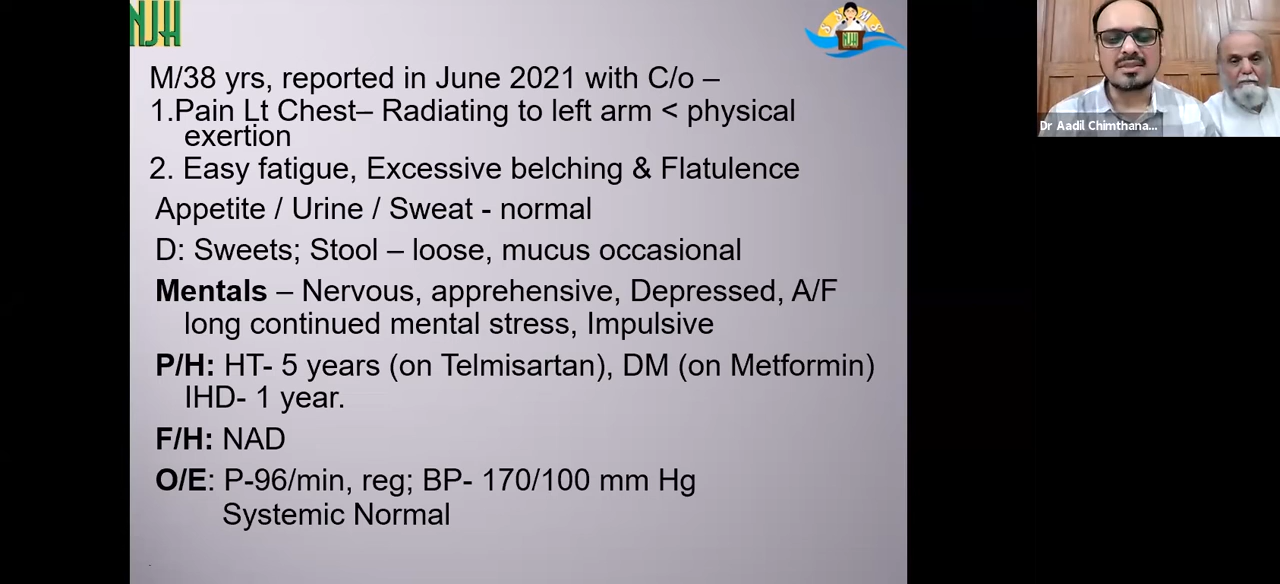 NJH
S S M S
NJH
M/38 yrs, reported in June 2021 with C/o –
1.Pain Lt Chest– Radiating to left arm < physical
exertion
2. Easy fatigue, Excessive belching & Flatulence
Appetite / Urine / Sweat - normal
D: Sweets; Stool – loose, mucus occasional
Mentals – Nervous, apprehensive, Depressed, A/F
long continued mental stress, Impulsive
P/H: HT- 5 years (on Telmisartan), DM (on Metformin)
IHD- 1 year.
F/H: NAD
O/E: P-96/min, reg; BP- 170/100 mm Hg
Systemic Normal
Dr Aadil Chimthana...